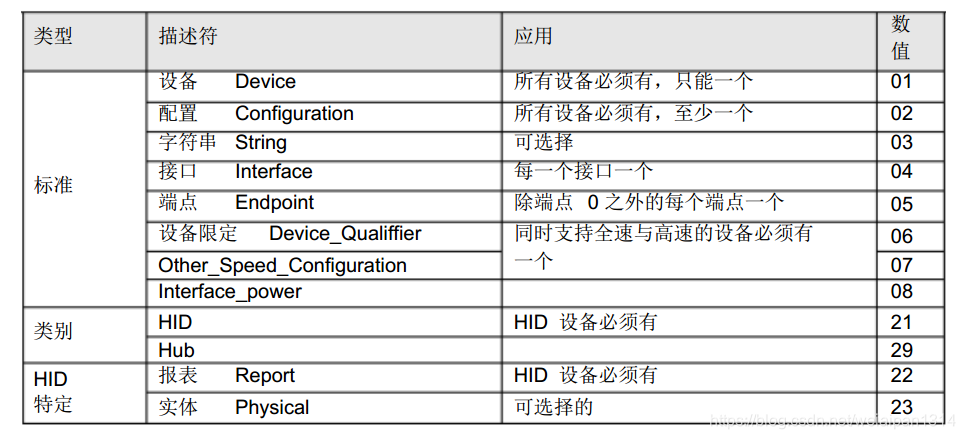 类型 描述符 应用 数值
标准 设备 Device 所有设备必须有，只能一个 01
配置 Configuration 所有设备必须有，至少一个 02
字符串 String 可选择 03
接口 Interface 每一个接口一个 04
端点 Endpoint 除端点 0 之外的每个端点一个 05
设备限定 Device_Qualiffier 同时支持全速与高速的设备必须有一个 06
Other_Speed_Configuration 07
Interface_power 08
类别 HID HID 设备必须有 21
Hub 29
HID 特定 报表 Report HID 设备必须有 22
实体 Physical 可选择的 23